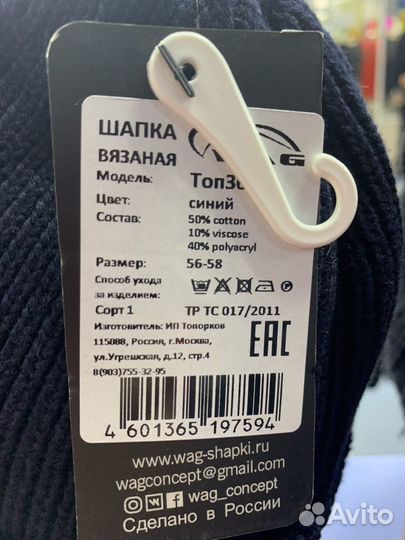 ШАПКА
ВЯЗАНАЯ
G
Модель:
Цвет: синий
Состав: 50% cotton
10% viscose
40% polyacryl
Размер: 56-58
Способ ухода
за изделием:
Сорт 1 ТР ТС 017/2011
Изготовитель: ИП Топорков
115088, Россия, г.Москва,
ул.Угрешская, д.12, стр.4
8(903)755-32-95
ЕАС
4 601365 197594
www.wag-shapki.ru
wagconcept@gmail.com
wag_concept
Сделано в России
Avito